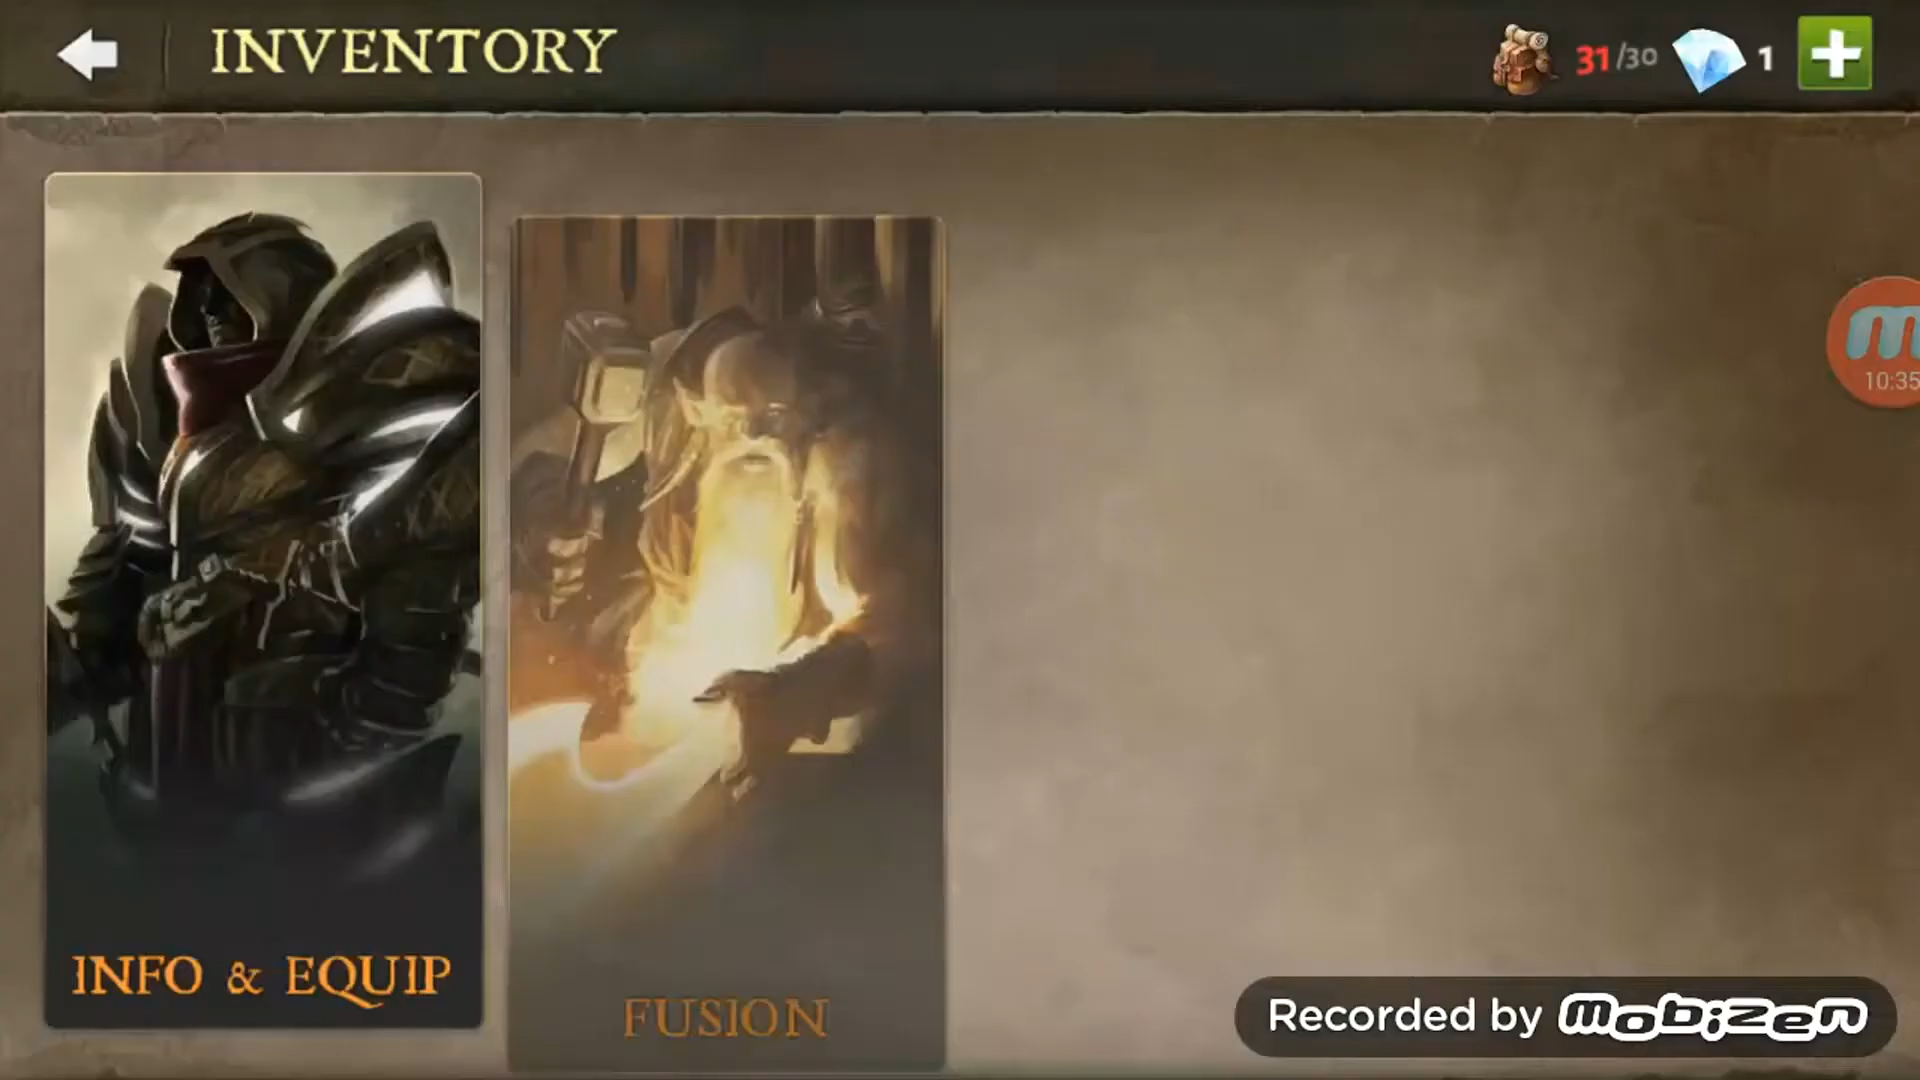 INVENTORY
31/30
1
10:35
INFO & EQUIP
FUSION
Recorded by mobizen